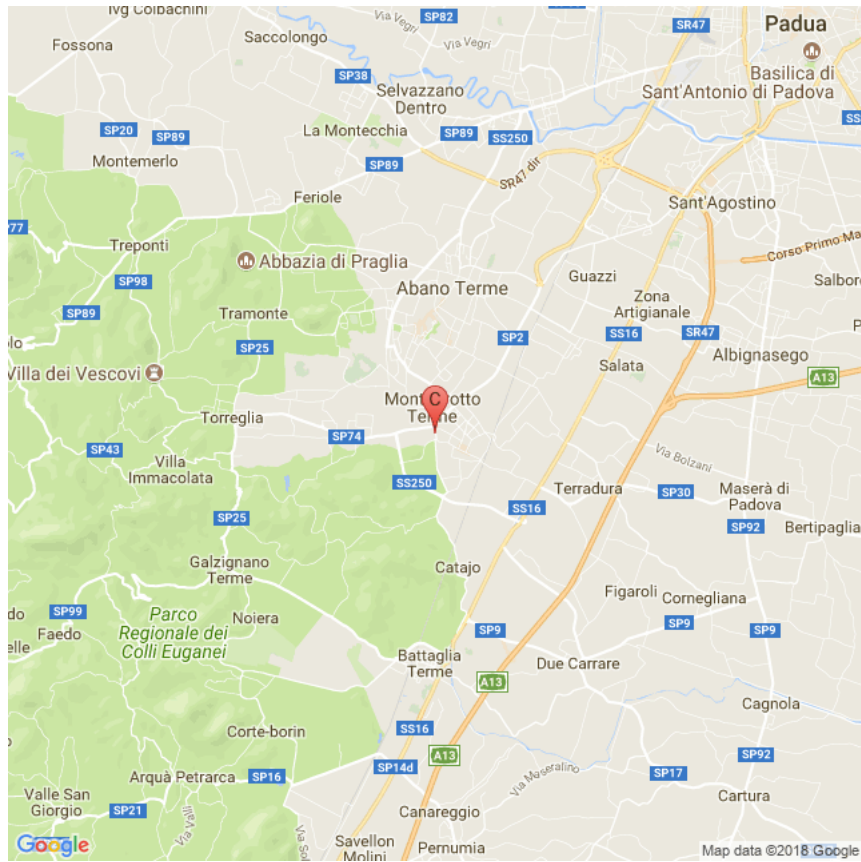 Ivg Colbachini
SP82
Via Vegri
Via Vegri
SR47
Padua
Fossona
Saccolongo
SP38
Basilica di
Sant'Antonio di Padova
Selvazzano
Dentro
SP20
SP89
La Montecchia
SP89
SS250
Montemerlo
SP89
SR47 dir
Feriole
Sant'Agostino
Treponti
Corso Primo Ma
Abbazia di Praglia
SP98
Guazzi
Salboro
Abano Terme
Zona
Artigianale
SP89
Tramonte
SP2
SS16
SR47
SP25
Salata
Albignasego
Villa dei Vescovi
A13
Montegrotto
Terme
C
Torreglia
SP74
SP43
Villa
Immacolata
Via Bolzani
SS250
Terradura
SP30
Maserà di
Padova
SP25
SS16
SP92
Bertipaglia
Galzignano
Terme
Catajo
Figaroli
Cornegliana
SP99
Faedo
Parco
Regionale dei
Colli Euganei
Noiera
SP9
SP9
SP9
Battaglia
Terme
Due Carrare
A13
Cagnola
Corte-borin
SS16
A13
SP92
Arquà Petrarca
SP16
SP14d
SP17
Via Maseralino
Valle San
Giorgio
SP21
Via Valli
Canareggio
Cartura
Savellon
Molini
Pernumia
Google
Map data ©2018 Google